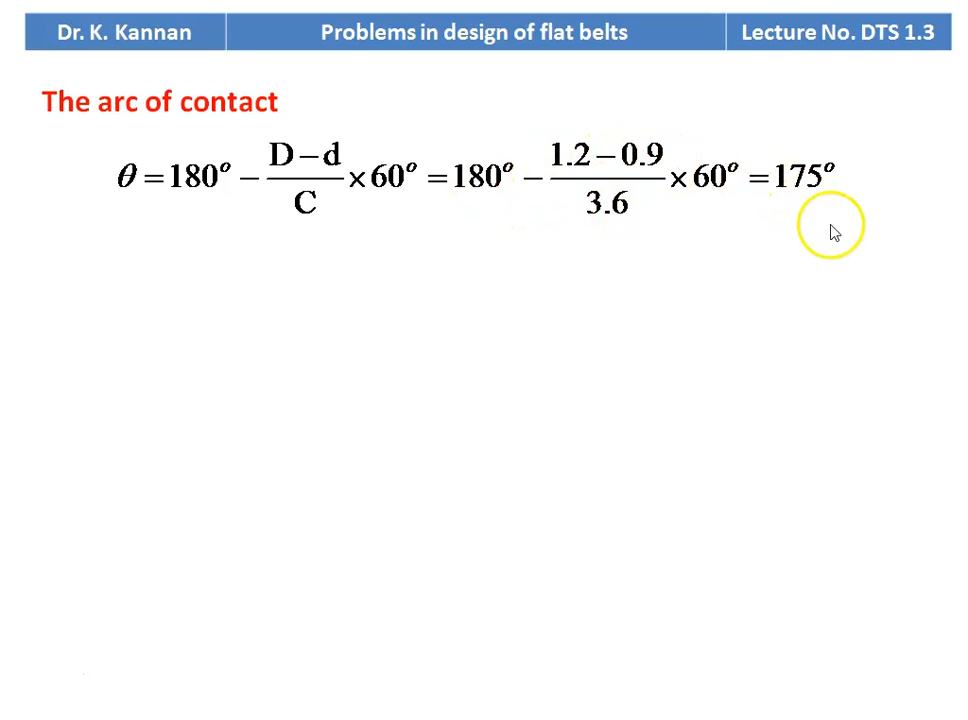 Dr. K. Kannan Problems in design of flat belts Lecture No. DTS 1.3
The arc of contact
θ = 180° − (D − d)/C × 60° = 180° − (1.2 − 0.9)/3.6 × 60° = 175°